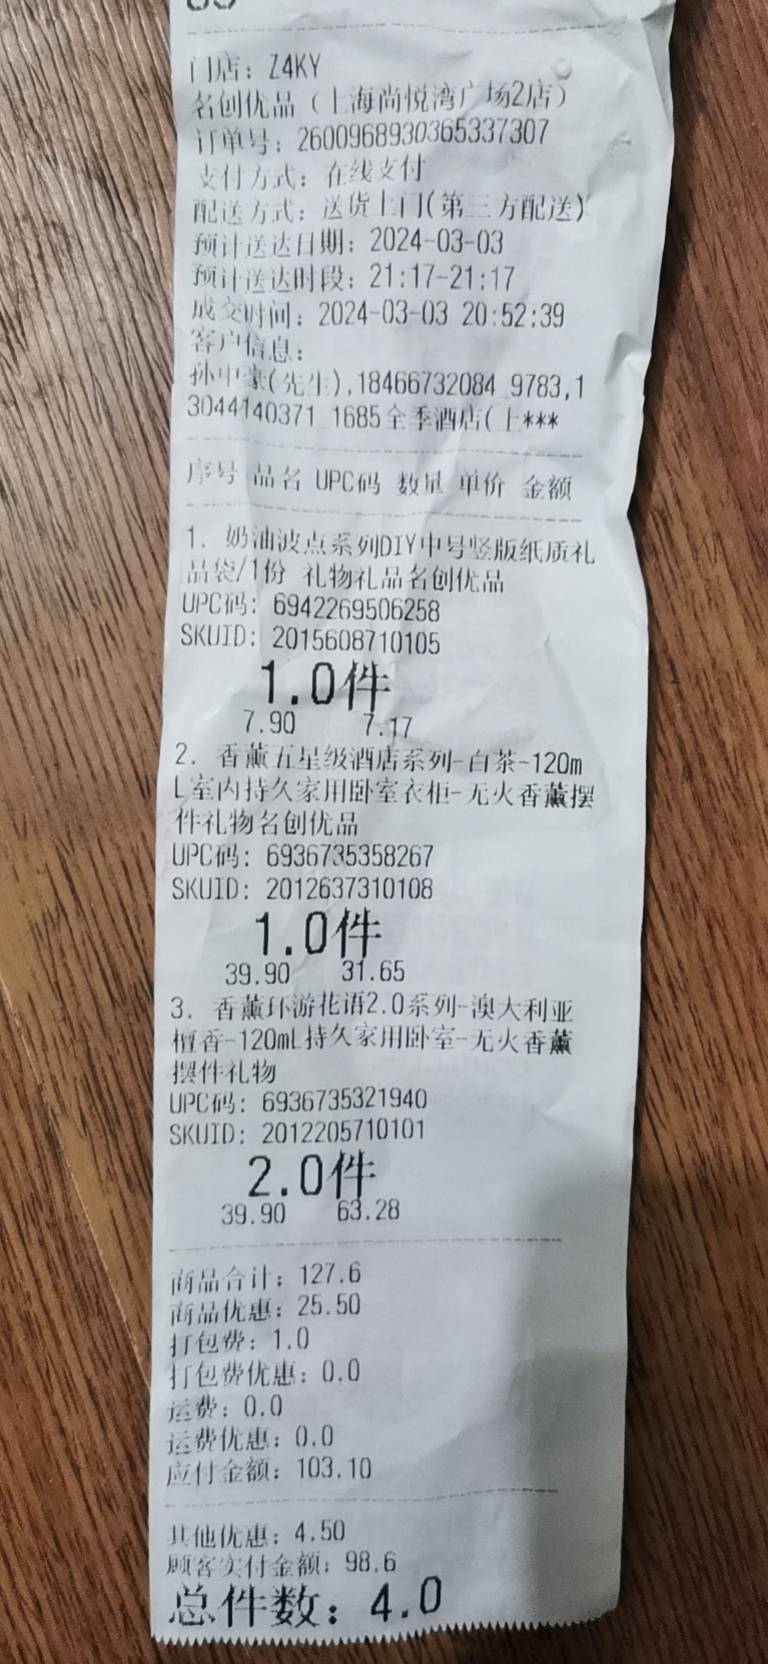 门店：Z4KY
名创优品（上海尚悦湾广场2店）
订单号：2600968930365337307
支付方式：在线支付
配送方式：送货上门(第三方配送)
预计送达日期：2024-03-03
预计送达时段：21:17-21:17
成交时间：2024-03-03 20:52:39
客户信息：
孙中豪(先生),18466732084_9783,1
3044140371_1685全季酒店(上***
序号 品名 UPC码 数量 单价 金额
1. 奶油波点系列DIY中号竖版纸质礼
品袋/1份 礼物礼品名创优品
UPC码: 6942269506258
SKUID: 2015608710105
1.0件
7.90 7.17
2. 香薰五星级酒店系列-白茶-120m
L室内持久家用卧室衣柜-无火香薰摆
件礼物名创优品
UPC码: 6936735358267
SKUID: 2012637310108
1.0件
39.90 31.65
3. 香薰环游花语2.0系列-澳大利亚
檀香-120mL持久家用卧室-无火香薰
摆件礼物
UPC码: 6936735321940
SKUID: 2012205710101
2.0件
39.90 63.28
商品合计：127.6
商品优惠：25.50
打包费：1.0
打包费优惠：0.0
运费：0.0
运费优惠：0.0
应付金额：103.10
其他优惠：4.50
顾客实付金额：98.6
总件数：4.0